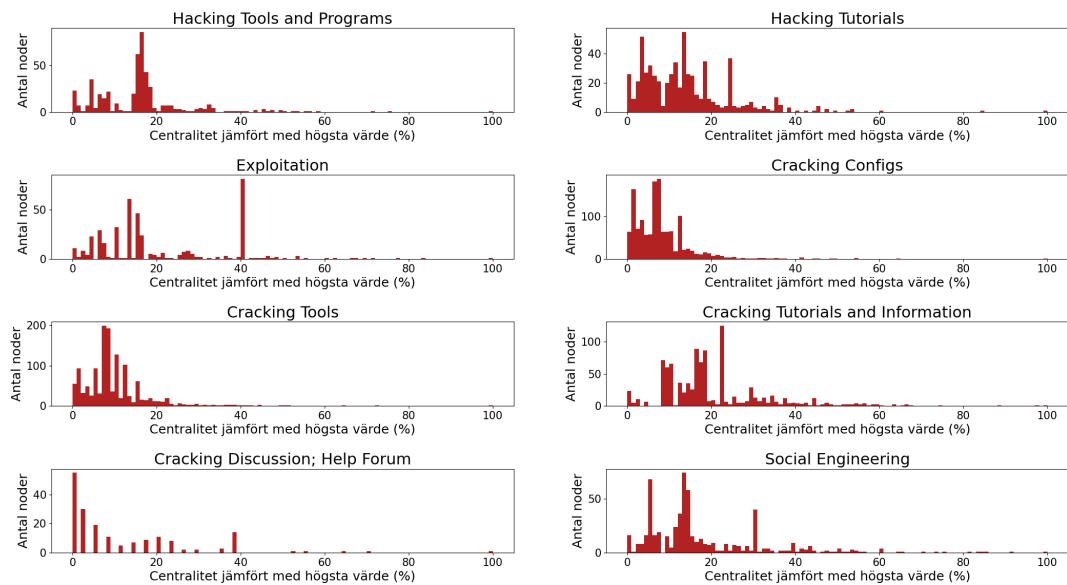 Hacking Tools and Programs
Antal noder
50
0
0 20 40 60 80 100
Centralitet jämfört med högsta värde (%)
Hacking Tutorials
Antal noder
40
20
0
0 20 40 60 80 100
Centralitet jämfört med högsta värde (%)
Exploitation
Antal noder
50
0
0 20 40 60 80 100
Centralitet jämfört med högsta värde (%)
Cracking Configs
Antal noder
100
0
0 20 40 60 80 100
Centralitet jämfört med högsta värde (%)
Cracking Tools
Antal noder
200
100
0
0 20 40 60 80 100
Centralitet jämfört med högsta värde (%)
Cracking Tutorials and Information
Antal noder
100
50
0
0 20 40 60 80 100
Centralitet jämfört med högsta värde (%)
Cracking Discussion; Help Forum
Antal noder
40
20
0
0 20 40 60 80 100
Centralitet jämfört med högsta värde (%)
Social Engineering
Antal noder
50
0
0 20 40 60 80 100
Centralitet jämfört med högsta värde (%)